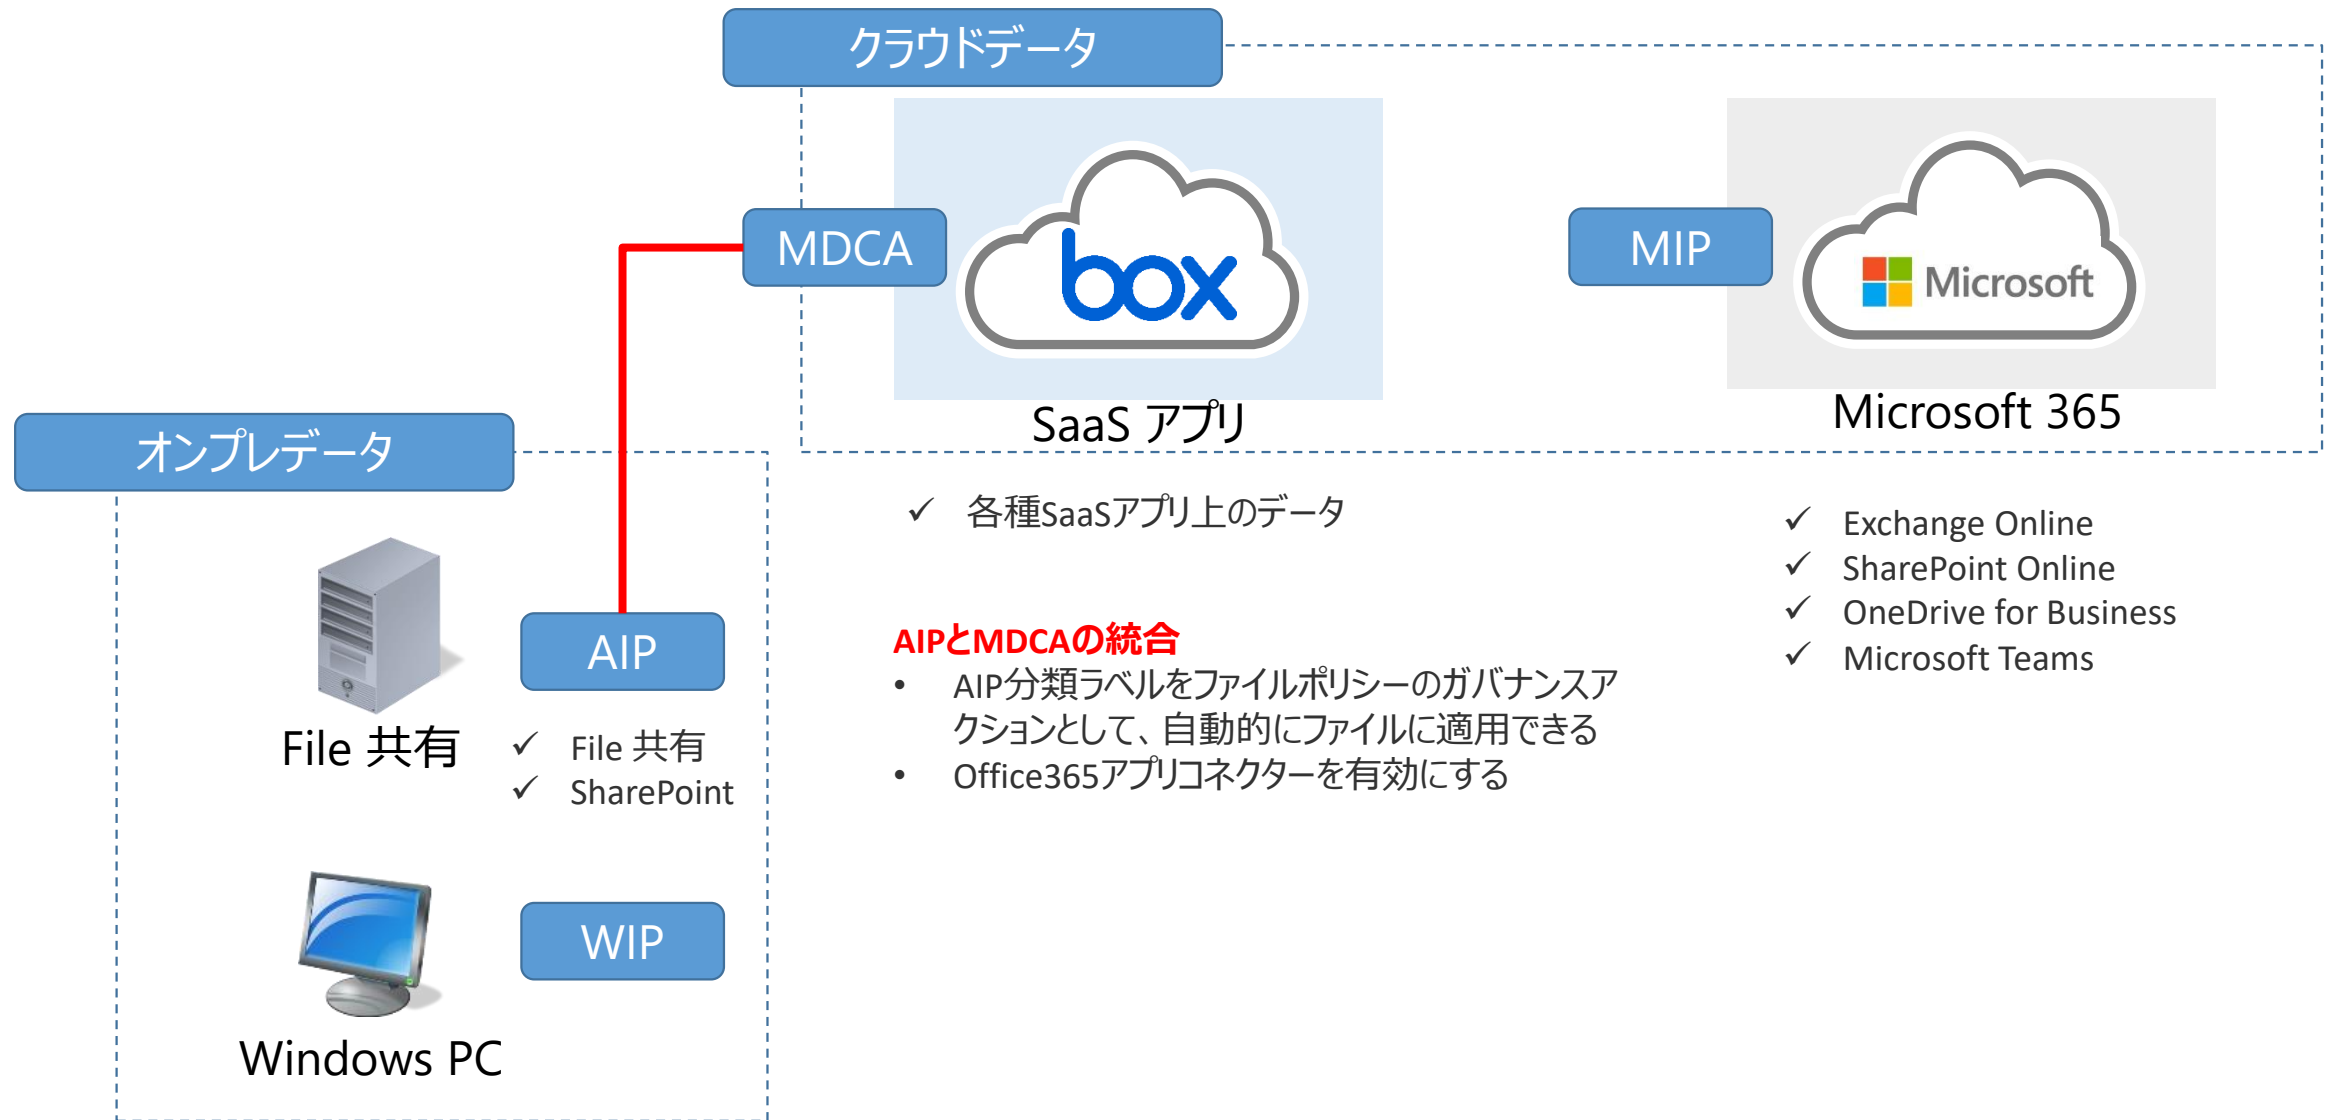 クラウドデータ
MDCA
box
SaaS アプリ
MIP
Microsoft
Microsoft 365
オンプレデータ
File 共有
AIP
✓ File 共有
✓ SharePoint
Windows PC
WIP
✓ 各種SaaSアプリ上のデータ
AIPとMDCAの統合
• AIP分類ラベルをファイルポリシーのガバナンスア
クションとして、自動的にファイルに適用できる
• Office365アプリコネクターを有効にする
✓ Exchange Online
✓ SharePoint Online
✓ OneDrive for Business
✓ Microsoft Teams